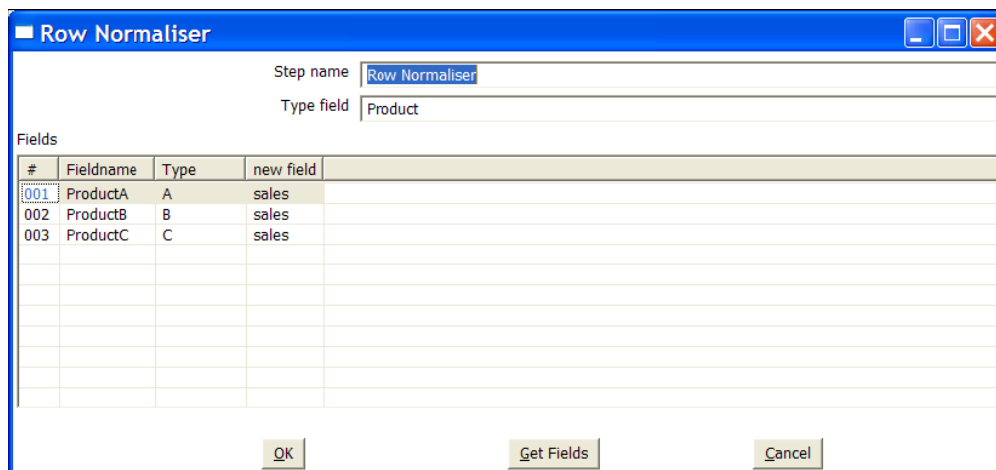 Row Normaliser
Step name Row Normaliser
Type field Product
Fields
# Fieldname Type new field
001 ProductA A sales
002 ProductB B sales
003 ProductC C sales
OK Get Fields Cancel